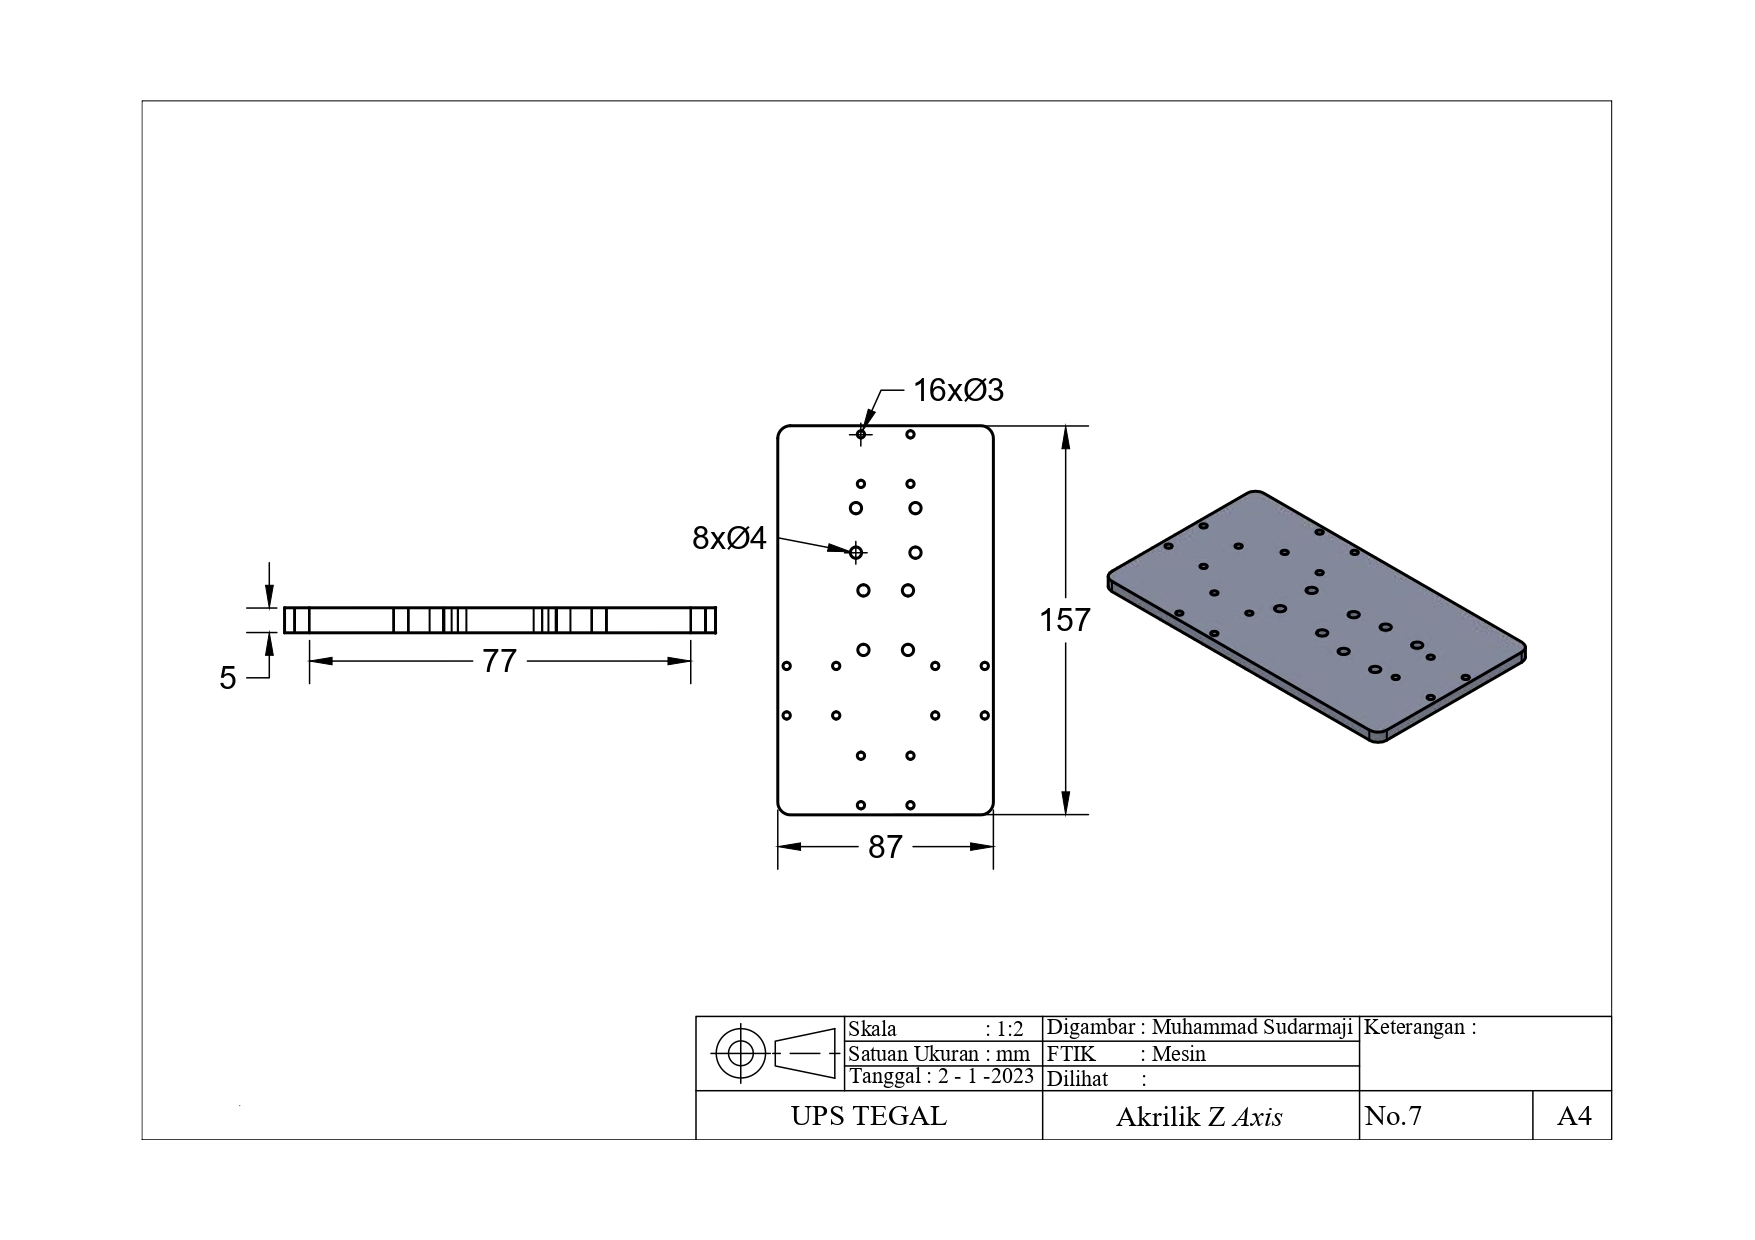 16xØ3
8xØ4
157
5
77
87
Skala : 1:2
Satuan Ukuran : mm
Tanggal : 2 - 1 -2023
Digambar : Muhammad Sudarmaji
FTIK : Mesin
Dilihat :
Keterangan :
UPS TEGAL
Akrilik Z Axis
No.7
A4